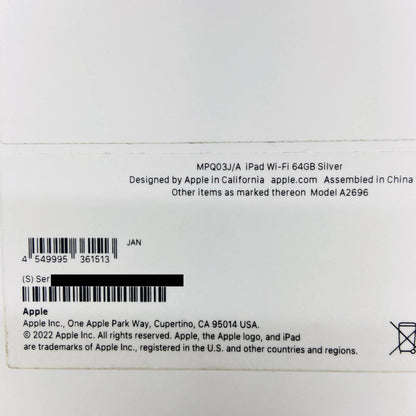 MPQ03J/A iPad Wi-Fi 64GB Silver
Designed by Apple in California apple.com Assembled in China
Other items as marked thereon Model A2696
JAN
4 549995 361513
(S) Ser
Apple
Apple Inc., One Apple Park Way, Cupertino, CA 95014 USA.
© 2022 Apple Inc. All rights reserved. Apple, the Apple logo, and iPad
are trademarks of Apple Inc., registered in the U.S. and other countries and regions.